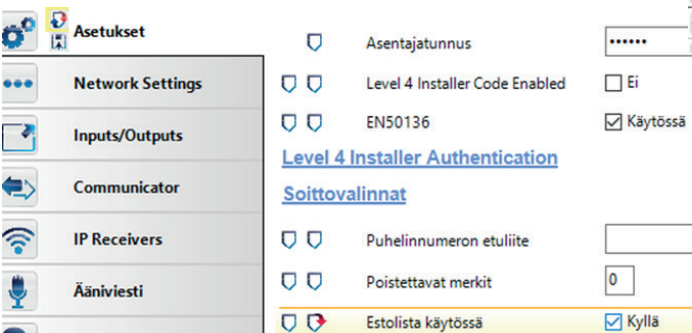 Asetukset
Network Settings
Inputs/Outputs
Communicator
IP Receivers
Ääniviesti
Asentajatunnus ••••••
Level 4 Installer Code Enabled Ei
EN50136 Käytössä
Level 4 Installer Authentication
Soittovalinnat
Puhelinnumeron etuliite
Poistettavat merkit 0
Estolista käytössä Kyllä